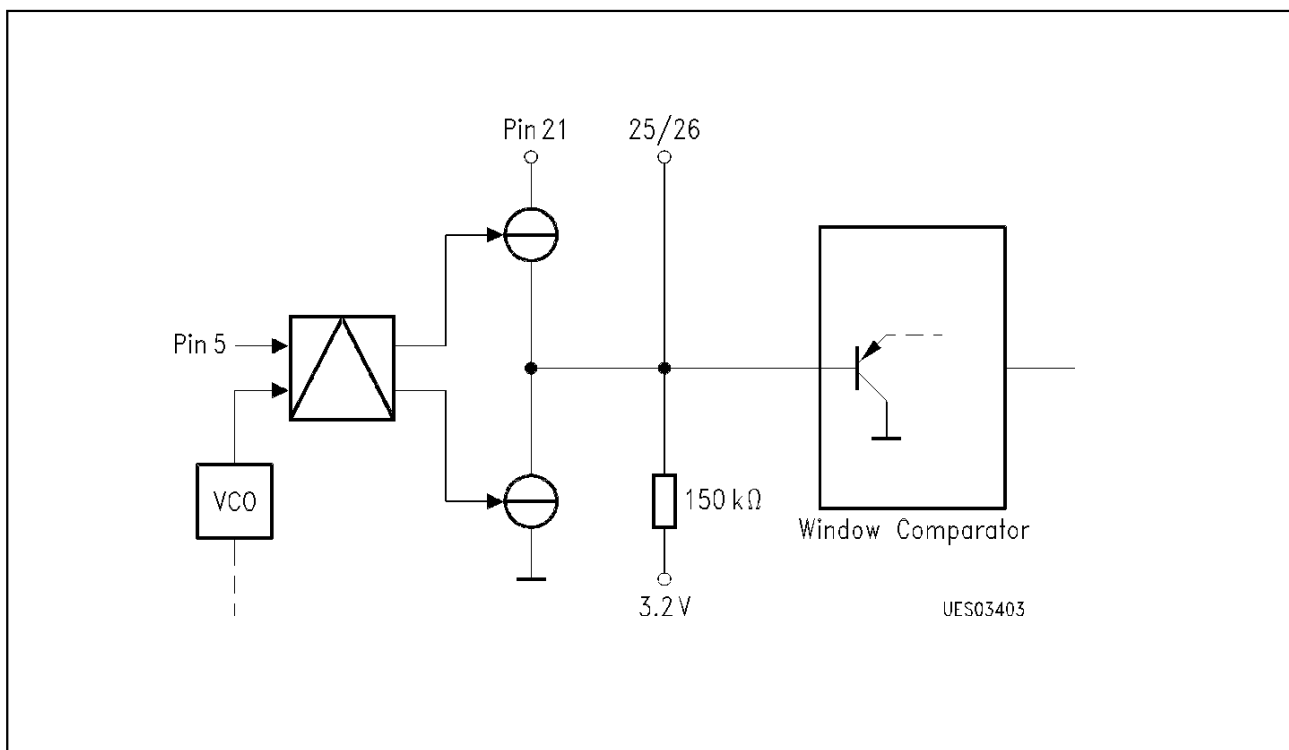 Pin 21
25/26
Pin 5
VCO
150 kΩ
Window Comparator
3.2 V
UES03403